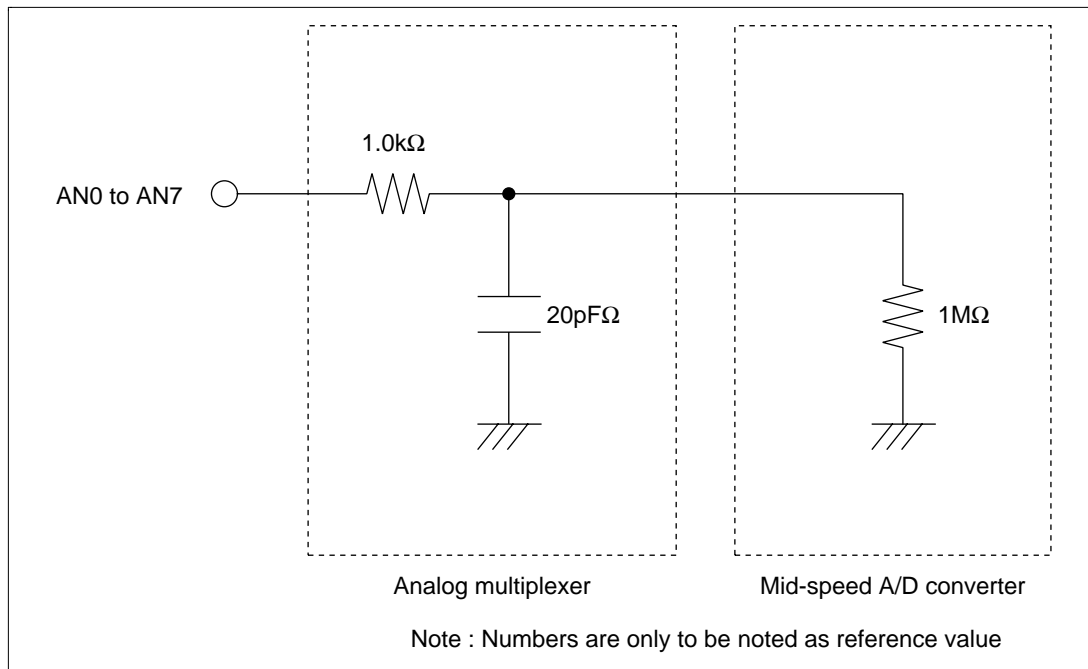 1.0kΩ
AN0 to AN7
20pFΩ
1MΩ
Analog multiplexer
Mid-speed A/D converter
Note : Numbers are only to be noted as reference value